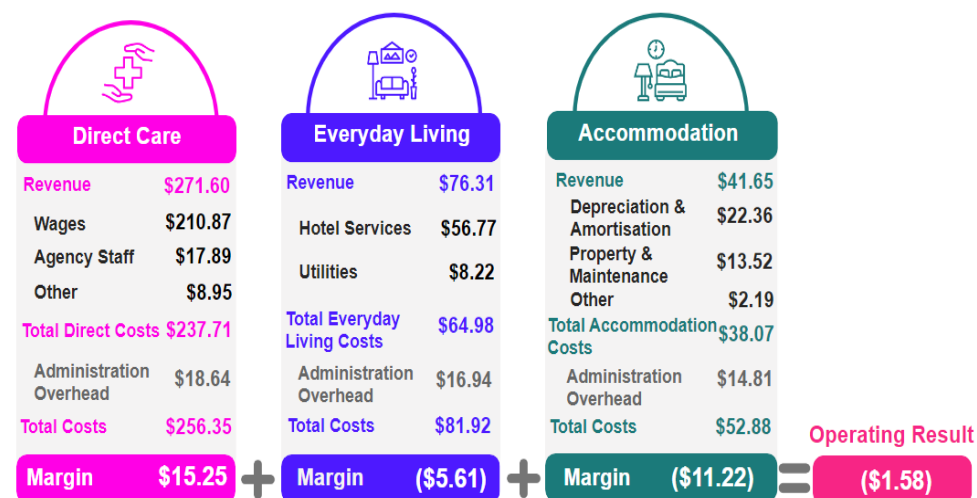 Direct Care
Revenue $271.60
Wages $210.87
Agency Staff $17.89
Other $8.95
Total Direct Costs $237.71
Administration
Overhead $18.64
Total Costs $256.35
Margin $15.25
+
Everyday Living
Revenue $76.31
Hotel Services $56.77
Utilities $8.22
Total Everyday
Living Costs $64.98
Administration
Overhead $16.94
Total Costs $81.92
Margin ($5.61)
+
Accommodation
Revenue $41.65
Depreciation &
Amortisation $22.36
Property &
Maintenance $13.52
Other $2.19
Total Accommodation
Costs $38.07
Administration
Overhead $14.81
Total Costs $52.88
Margin ($11.22)
=
Operating Result
($1.58)